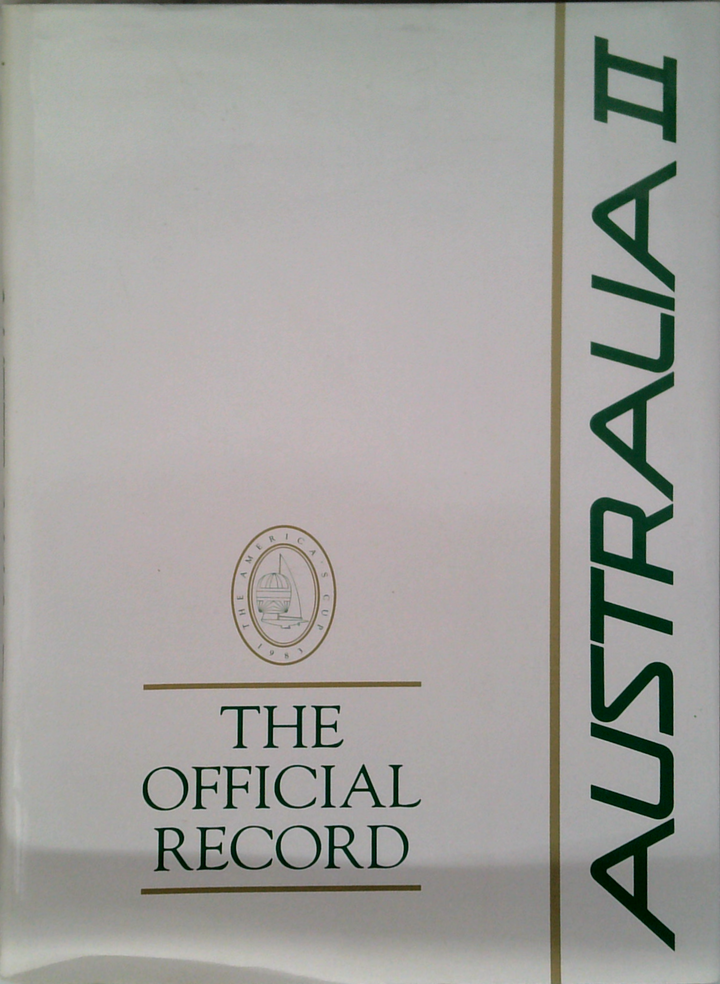 AUSTRALIA II
THE AMERICA'S CUP
1983
THE
OFFICIAL
RECORD